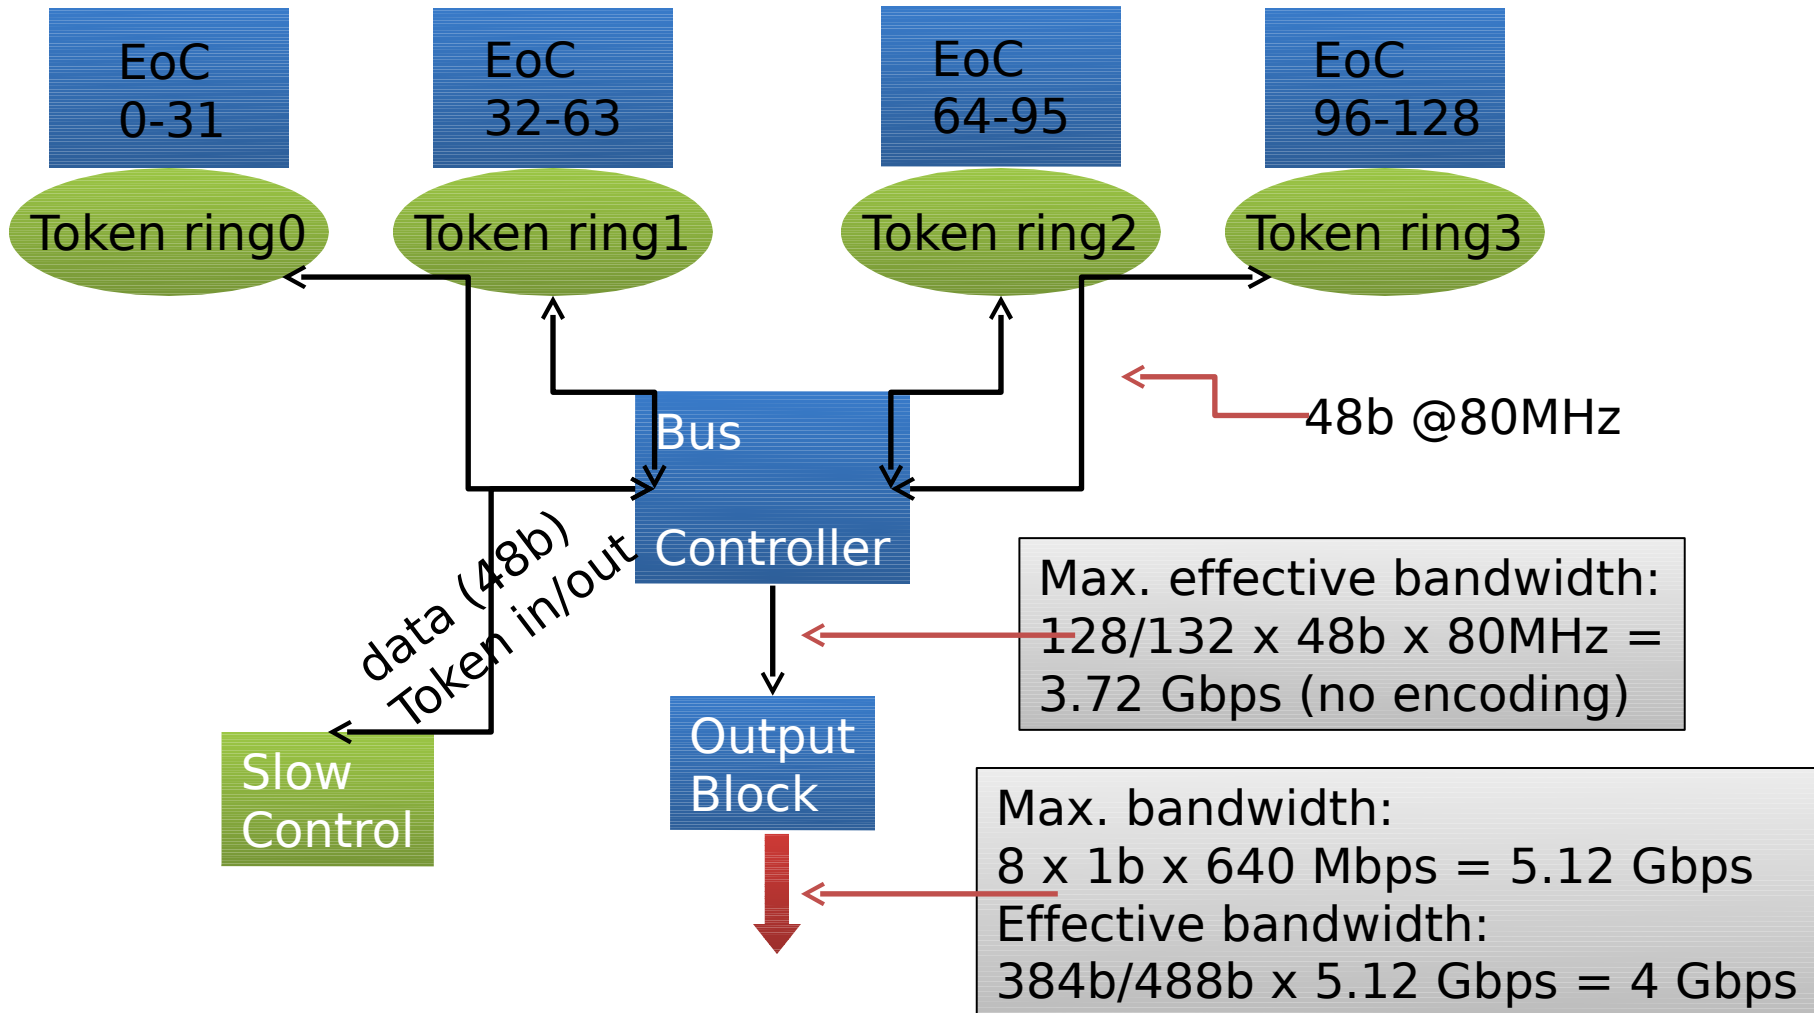 EoC
0-31
EoC
32-63
EoC
64-95
EoC
96-128
Token ring0
Token ring1
Token ring2
Token ring3
48b @80MHz
Bus
Controller
data (48b)
Token in/out
Max. effective bandwidth:
128/132 x 48b x 80MHz =
3.72 Gbps (no encoding)
Slow
Control
Output
Block
Max. bandwidth:
8 x 1b x 640 Mbps = 5.12 Gbps
Effective bandwidth:
384b/488b x 5.12 Gbps = 4 Gbps